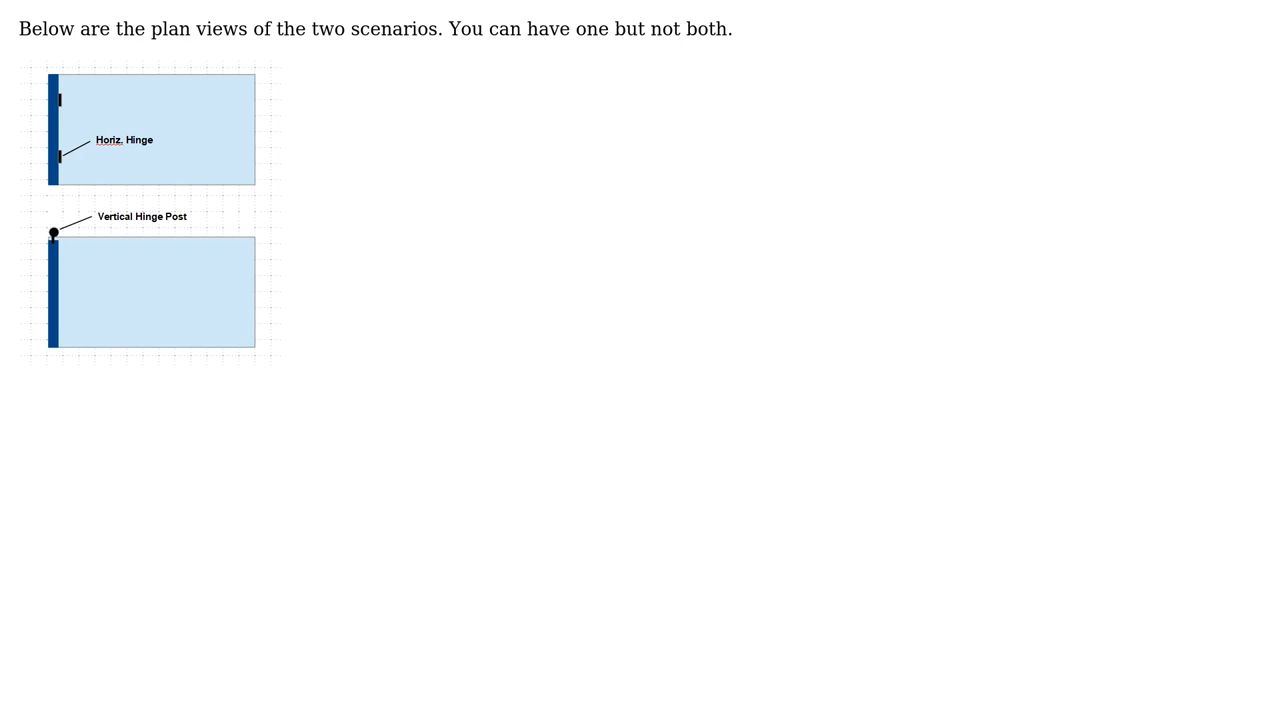 Below are the plan views of the two scenarios. You can have one but not both.
Horiz. Hinge
Vertical Hinge Post